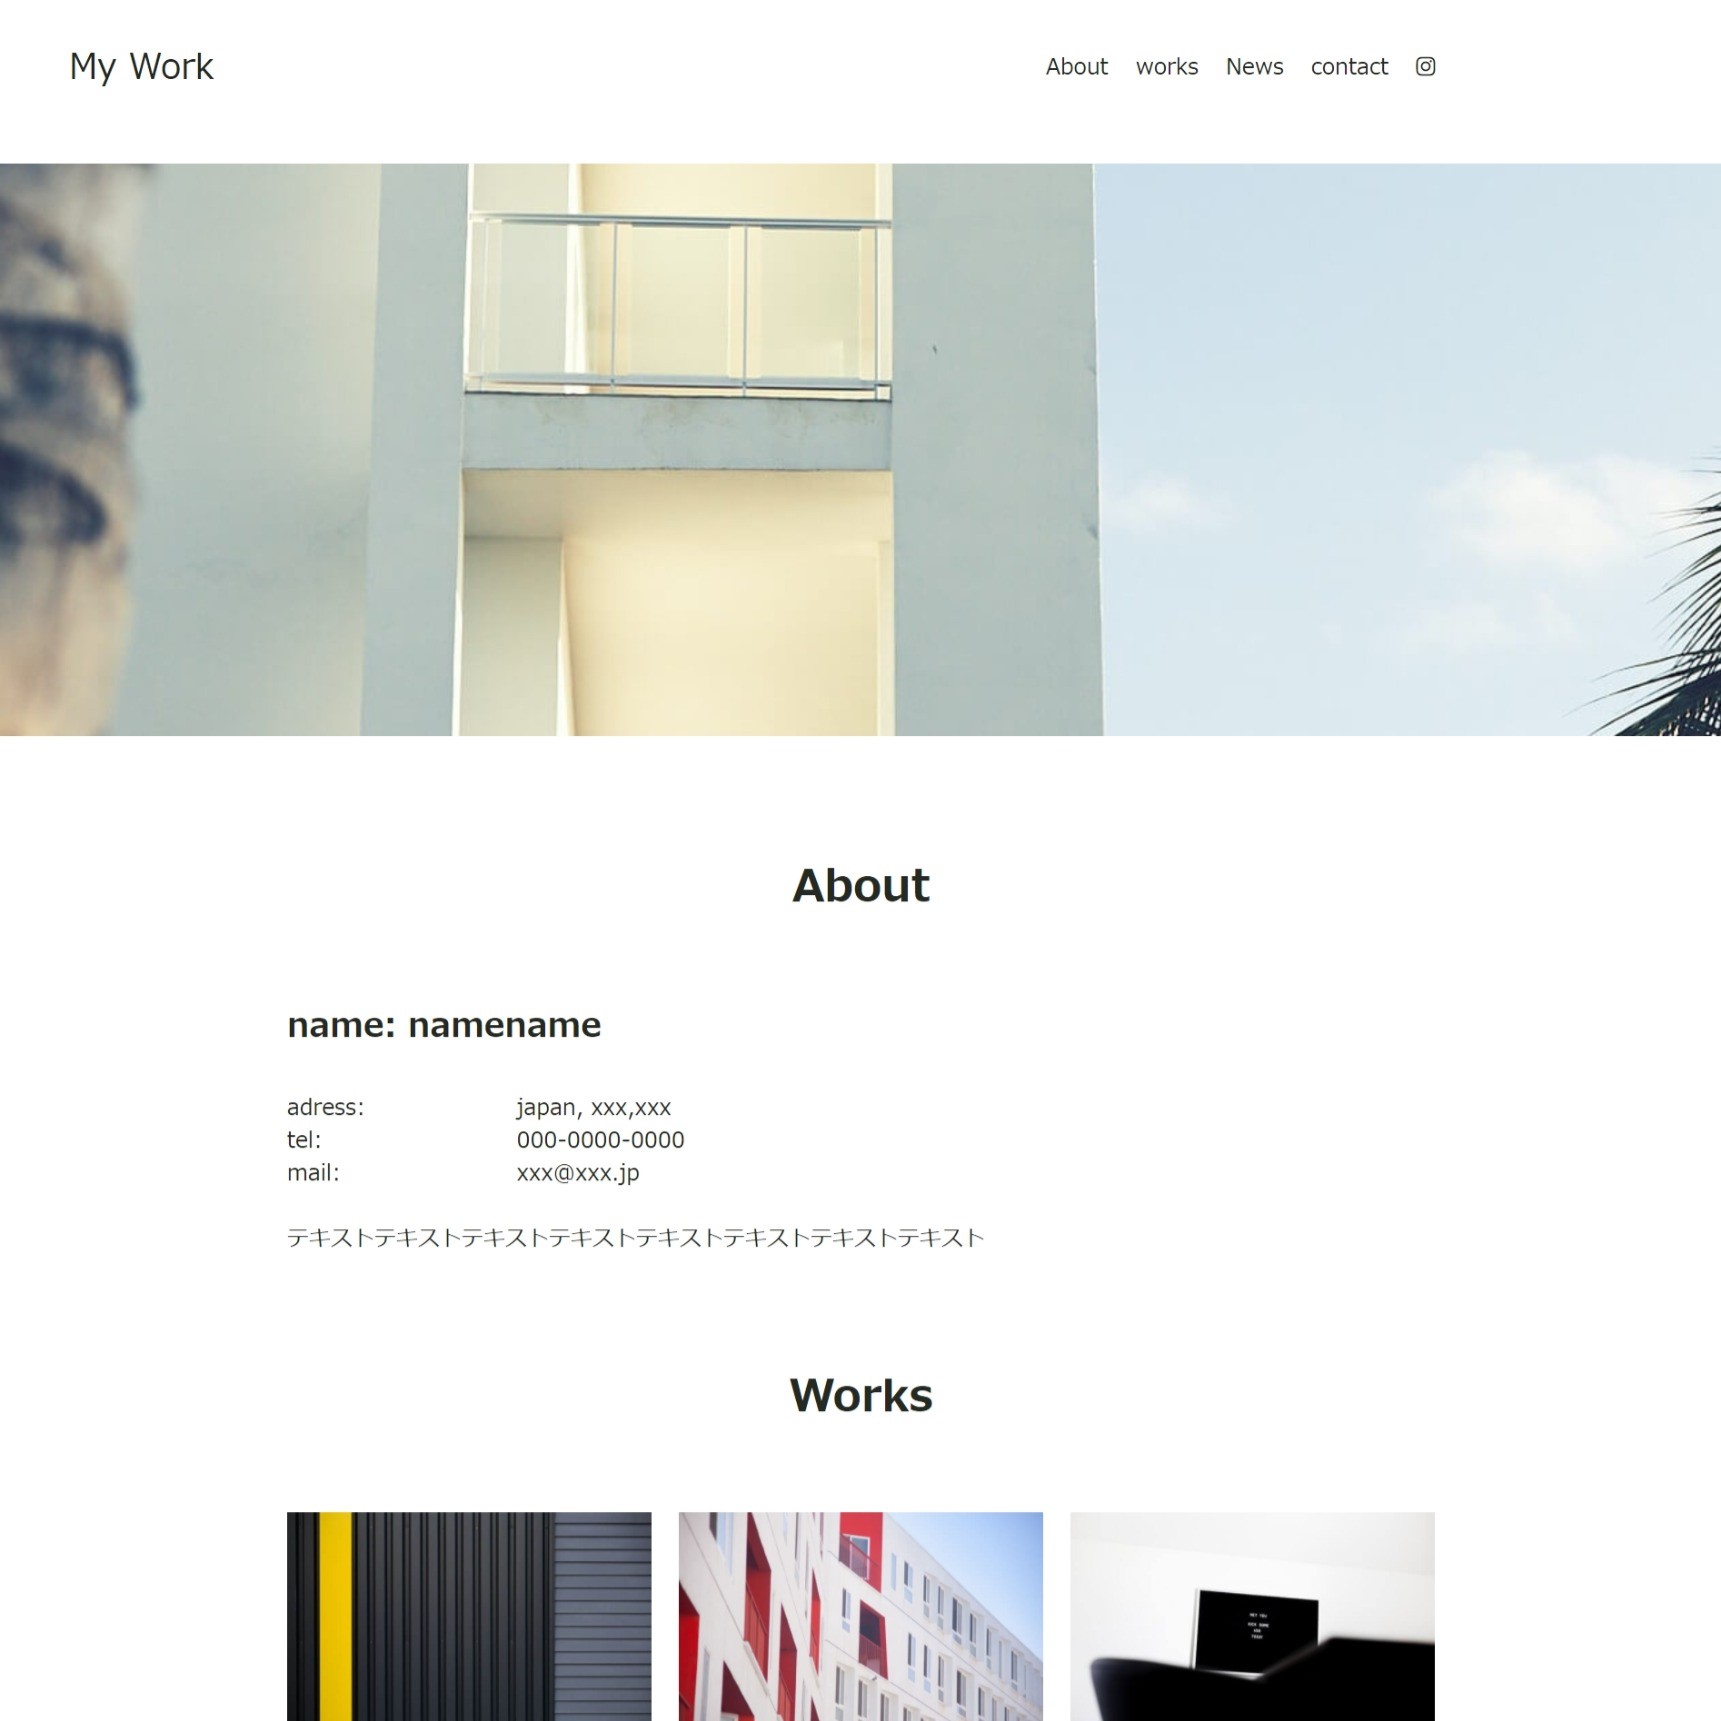 My Work
About works News contact
About
name: namename
adress: japan, xxx,xxx
tel: 000-0000-0000
mail: xxx@xxx.jp
テキストテキストテキストテキストテキストテキストテキストテキスト
Works